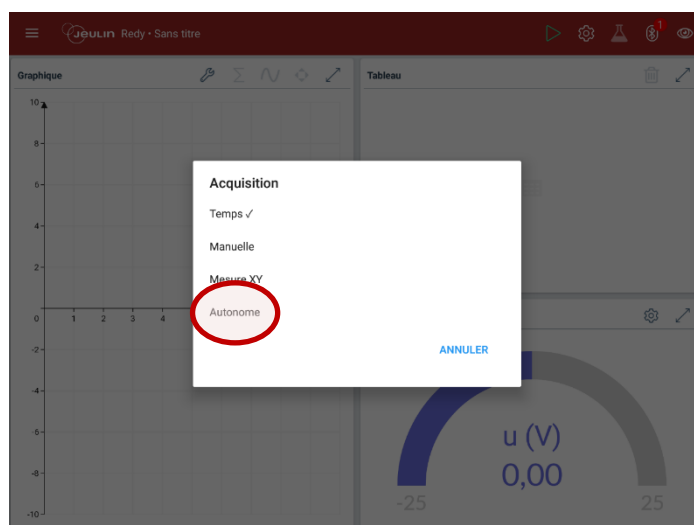 Jeulin Redy • Sans titre
1
Graphique
Tableau
10
8
6
4
2
0
1 2 3 4
-2
-4
-6
-8
-10
Acquisition
Temps ✓
Manuelle
Mesure XY
Autonome
ANNULER
u (V)
0,00
-25
25